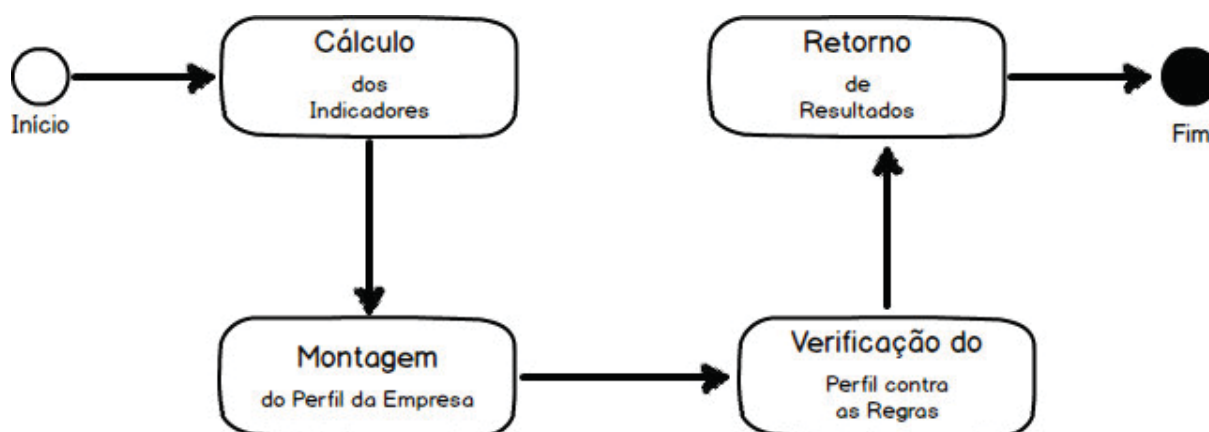 Início
Cálculo
dos
Indicadores
Montagem
do Perfil da Empresa
Verificação do
Perfil contra
as Regras
Retorno
de
Resultados
Fim